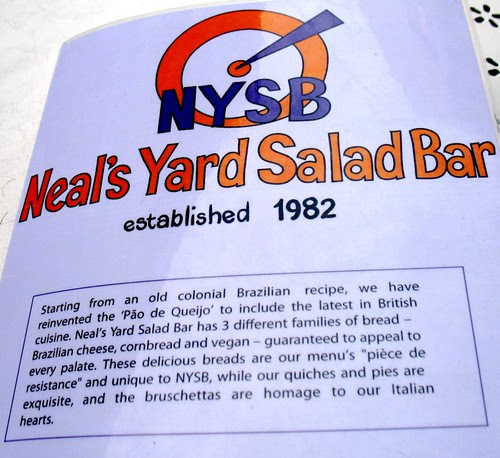 NYSB
Neal's Yard Salad Bar
established 1982
Starting from an old colonial Brazilian recipe, we have
reinvented the 'Pão de Queijo' to include the latest in British
cuisine. Neal's Yard Salad Bar has 3 different families of bread –
Brazilian cheese, cornbread and vegan – guaranteed to appeal to
every palate. These delicious breads are our menu's "pièce de
resistance" and unique to NYSB, while our quiches and pies are
exquisite, and the bruschettas are homage to our Italian
hearts.